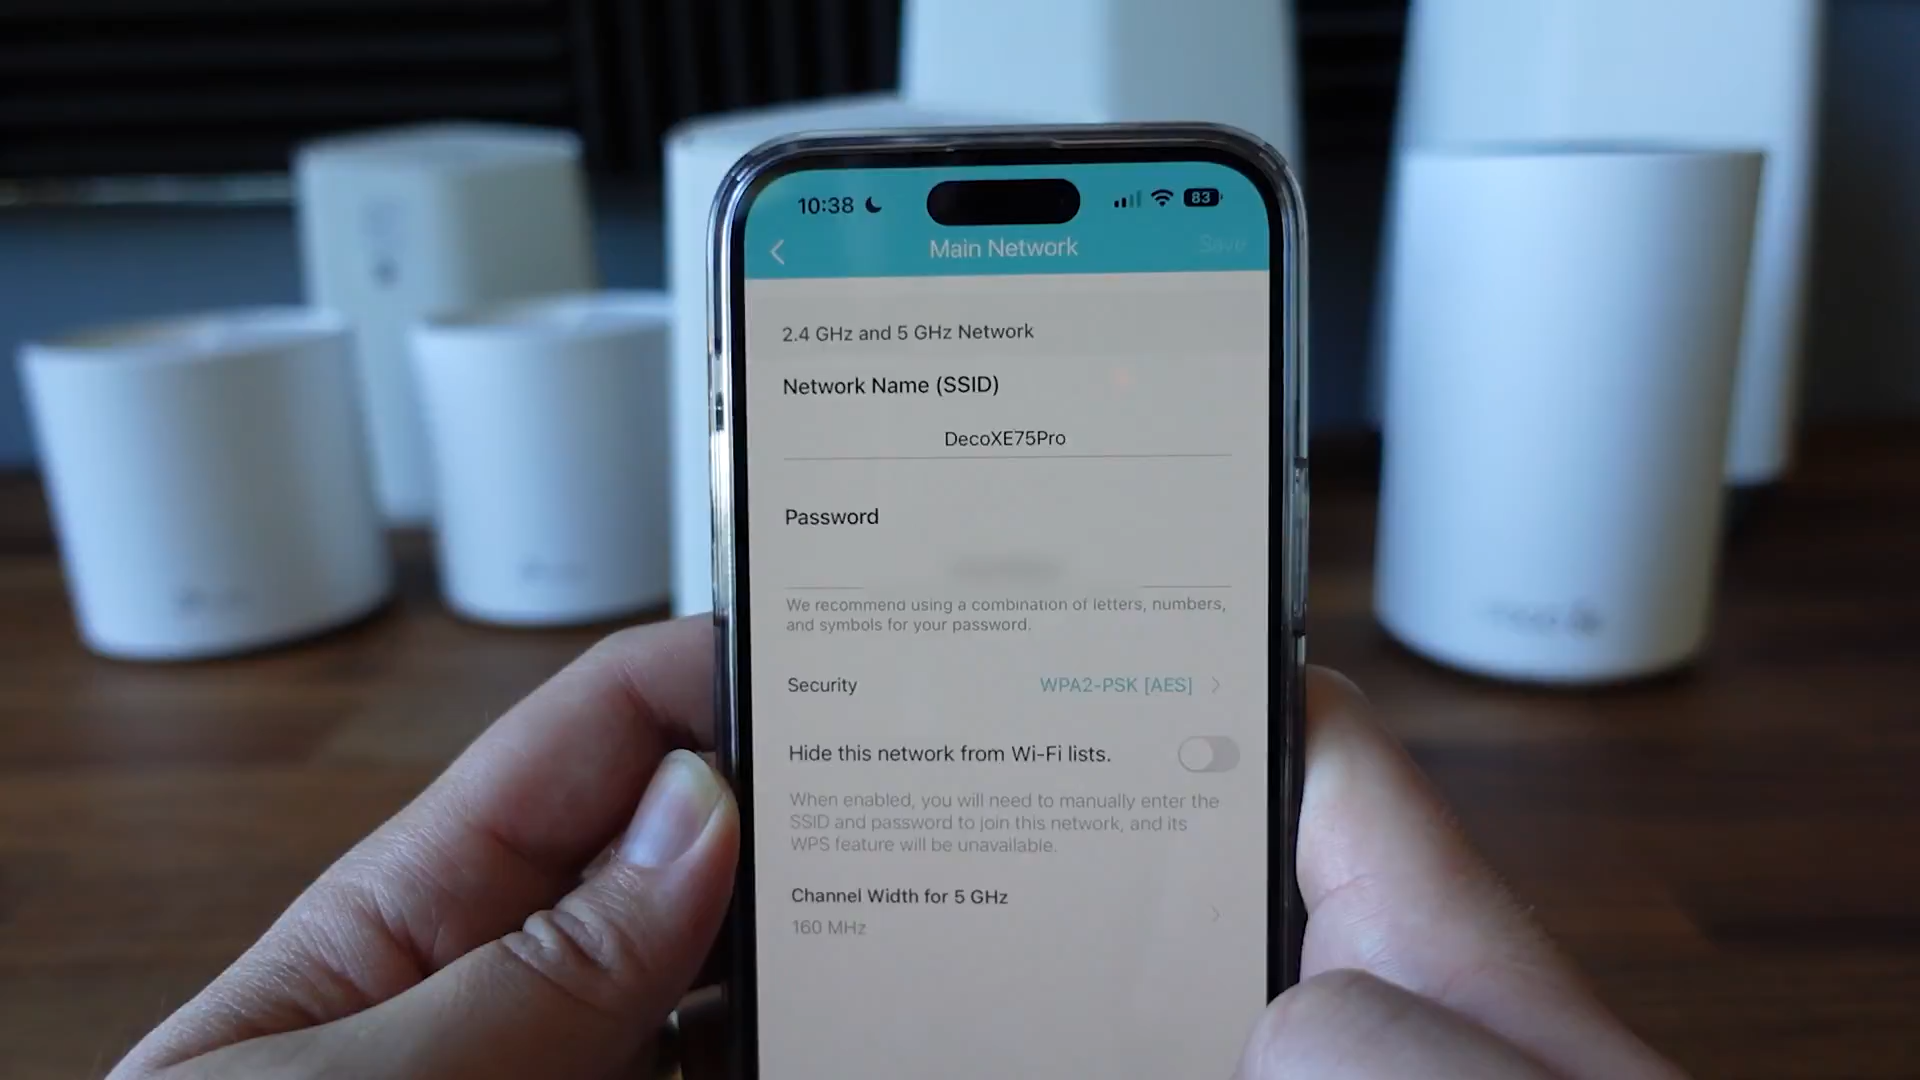 10:38
83
Main Network
Save
2.4 GHz and 5 GHz Network
Network Name (SSID)
DecoXE75Pro
Password
We recommend using a combination of letters, numbers,
and symbols for your password.
Security WPA2-PSK [AES]
Hide this network from Wi-Fi lists.
When enabled, you will need to manually enter the
SSID and password to join this network, and its
WPS feature will be unavailable.
Channel Width for 5 GHz
160 MHz